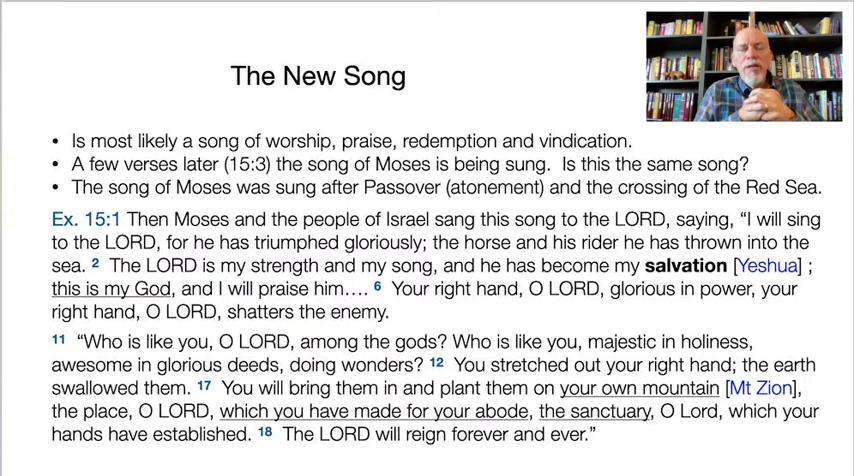 The New Song
• Is most likely a song of worship, praise, redemption and vindication.
• A few verses later (15:3) the song of Moses is being sung.  Is this the same song?
• The song of Moses was sung after Passover (atonement) and the crossing of the Red Sea.
Ex. 15:1 Then Moses and the people of Israel sang this song to the LORD, saying, “I will sing
to the LORD, for he has triumphed gloriously; the horse and his rider he has thrown into the
sea. 2 The LORD is my strength and my song, and he has become my salvation [Yeshua] ;
this is my God, and I will praise him…. 6 Your right hand, O LORD, glorious in power, your
right hand, O LORD, shatters the enemy.
11 “Who is like you, O LORD, among the gods? Who is like you, majestic in holiness,
awesome in glorious deeds, doing wonders? 12 You stretched out your right hand; the earth
swallowed them. 17 You will bring them in and plant them on your own mountain [Mt Zion],
the place, O LORD, which you have made for your abode, the sanctuary, O Lord, which your
hands have established. 18 The LORD will reign forever and ever.”